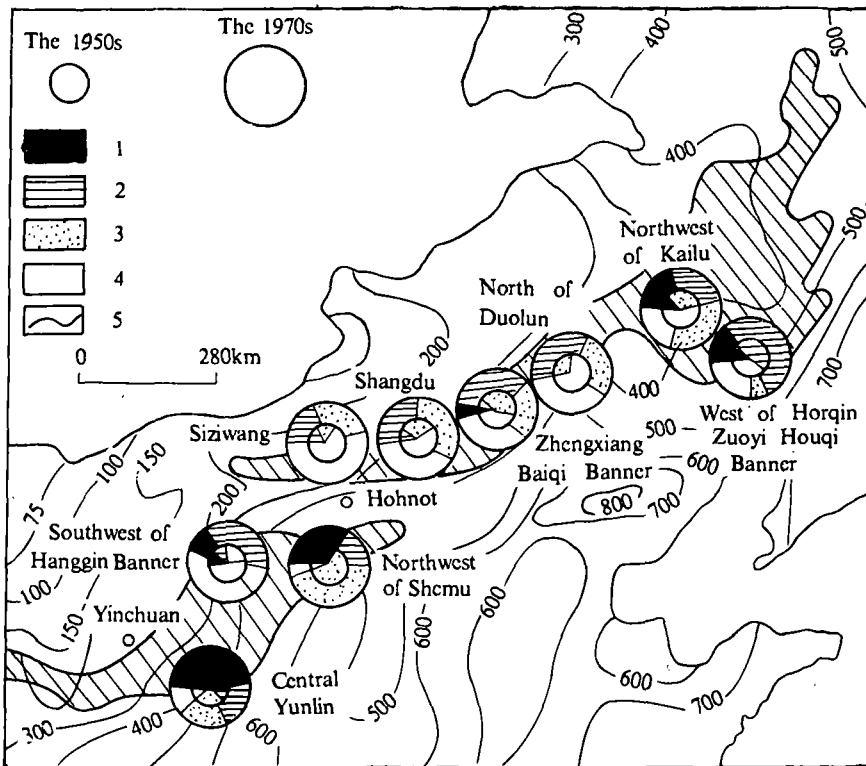 The 1950s
The 1970s
1
2
3
4
5
0 280km
300
400
500
400
500
Northwest
of Kailu
North of
Duolun
200
Shangdu
Siziwang
400
700
West of Horqin
Zuoyi Houqi
Banner
500
600
Zhengxiang
Baiqi Banner
800
700
150
100
75
200
Hohnot
Southwest of
Hanggin Banner
Northwest
of Shemu
100
Yinchuan
150
600
600
Central
Yunlin
500
600
700
300
400
600